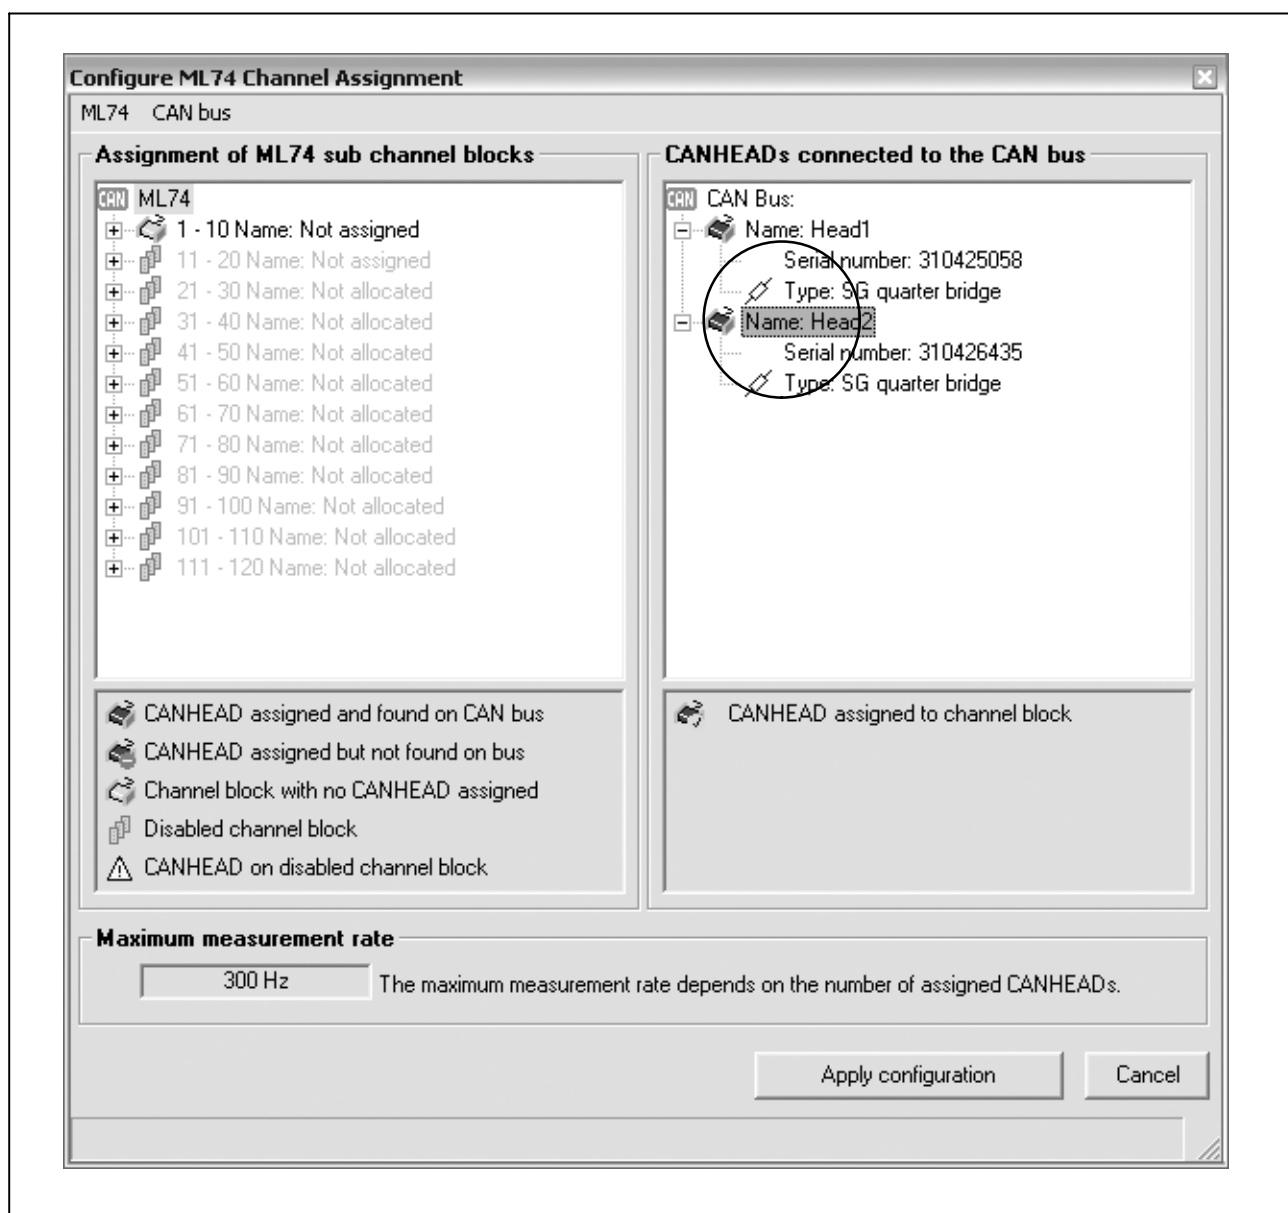 Configure ML74 Channel Assignment
ML74 CAN bus
Assignment of ML74 sub channel blocks
CAN ML74
1 - 10 Name: Not assigned
11 - 20 Name: Not assigned
21 - 30 Name: Not allocated
31 - 40 Name: Not allocated
41 - 50 Name: Not allocated
51 - 60 Name: Not allocated
61 - 70 Name: Not allocated
71 - 80 Name: Not allocated
81 - 90 Name: Not allocated
91 - 100 Name: Not allocated
101 - 110 Name: Not allocated
111 - 120 Name: Not allocated
CANHEAD assigned and found on CAN bus
CANHEAD assigned but not found on bus
Channel block with no CANHEAD assigned
Disabled channel block
CANHEAD on disabled channel block
CANHEADs connected to the CAN bus
CAN CAN Bus:
Name: Head1
Serial number: 310425058
Type: SG quarter bridge
Name: Head2
Serial number: 310426435
Type: SG quarter bridge
CANHEAD assigned to channel block
Maximum measurement rate
300 Hz The maximum measurement rate depends on the number of assigned CANHEADs.
Apply configuration Cancel